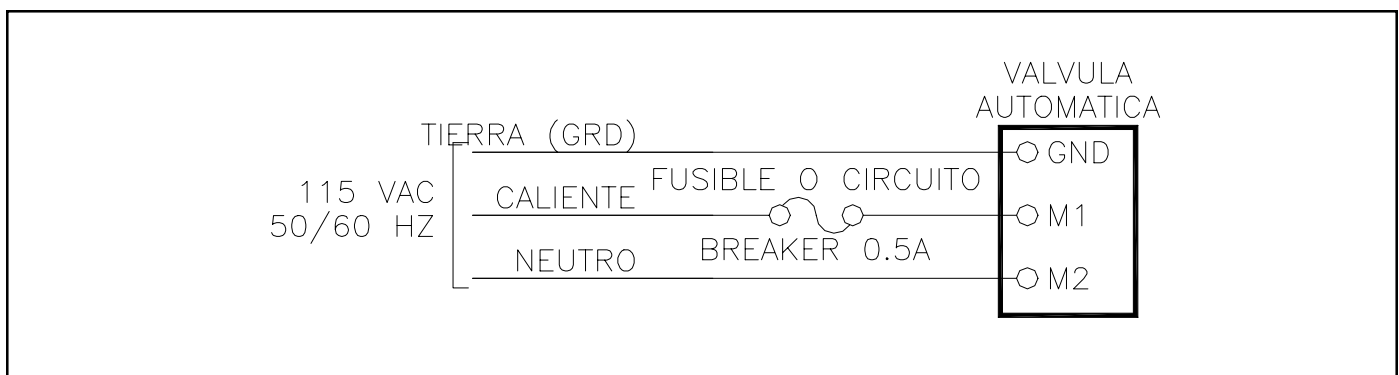 VALVULA
AUTOMATICA
TIERRA (GRD)
GND
115 VAC
50/60 HZ
CALIENTE
FUSIBLE O CIRCUITO
M1
BREAKER 0.5A
NEUTRO
M2